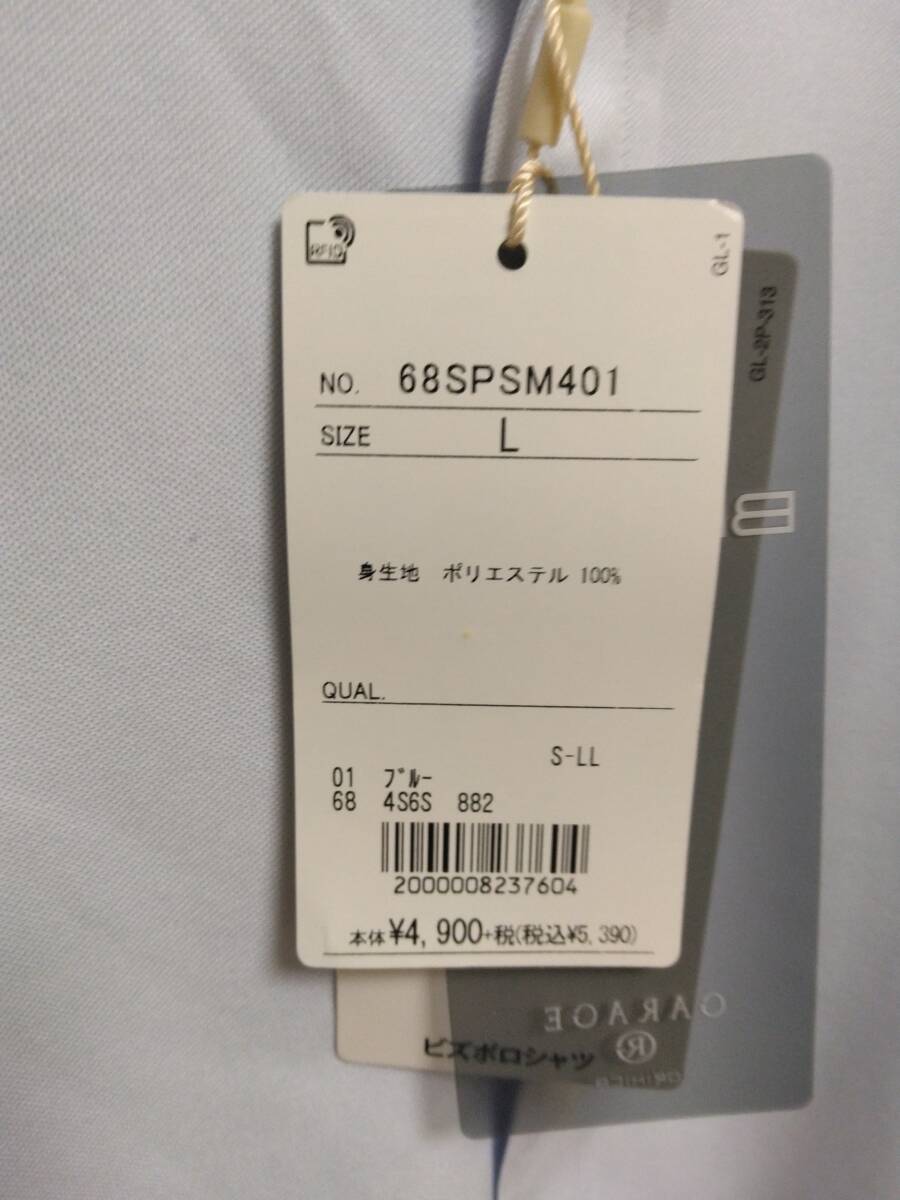 RFID
GL-1
GL-2P-313
NO. 68SPSM401
SIZE L
身生地 ポリエステル 100%
QUAL.
S-LL
01 ﾌﾞﾙｰ
68 4S6S 882
2000008237604
本体¥4,900+税(税込¥5,390)
GARAGE
R
ビズポロシャツ